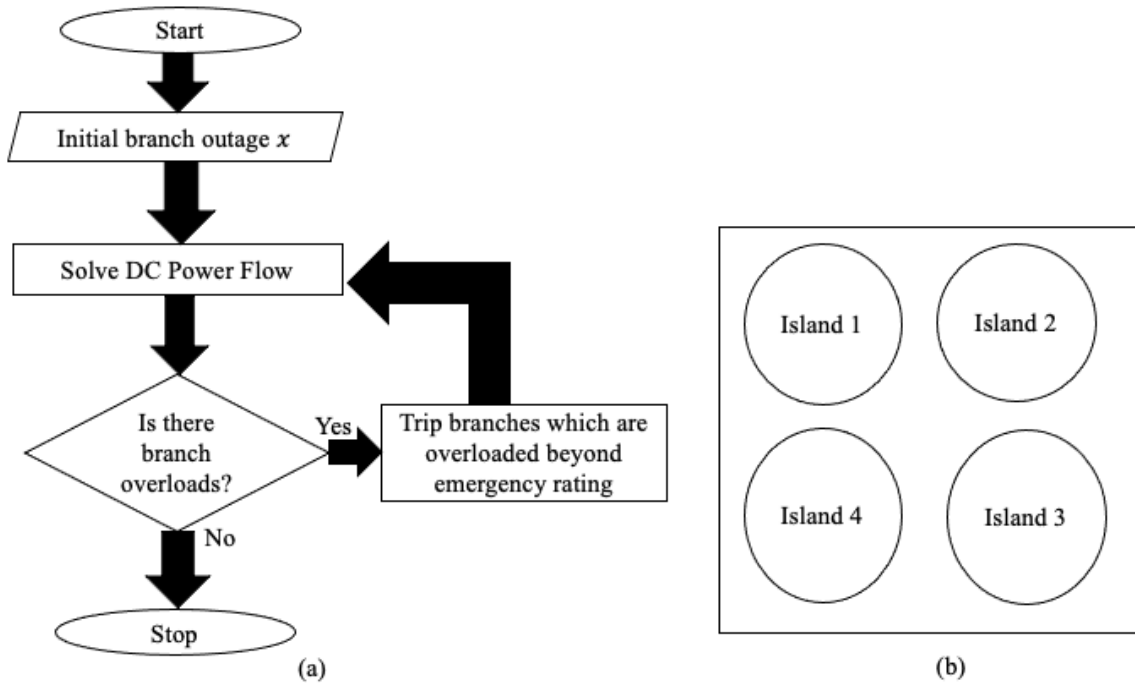 Start
Initial branch outage 𝑥
Solve DC Power Flow
Is there
branch
overloads?
Yes
Trip branches which are
overloaded beyond
emergency rating
No
Stop
(a)
Island 1
Island 2
Island 4
Island 3
(b)